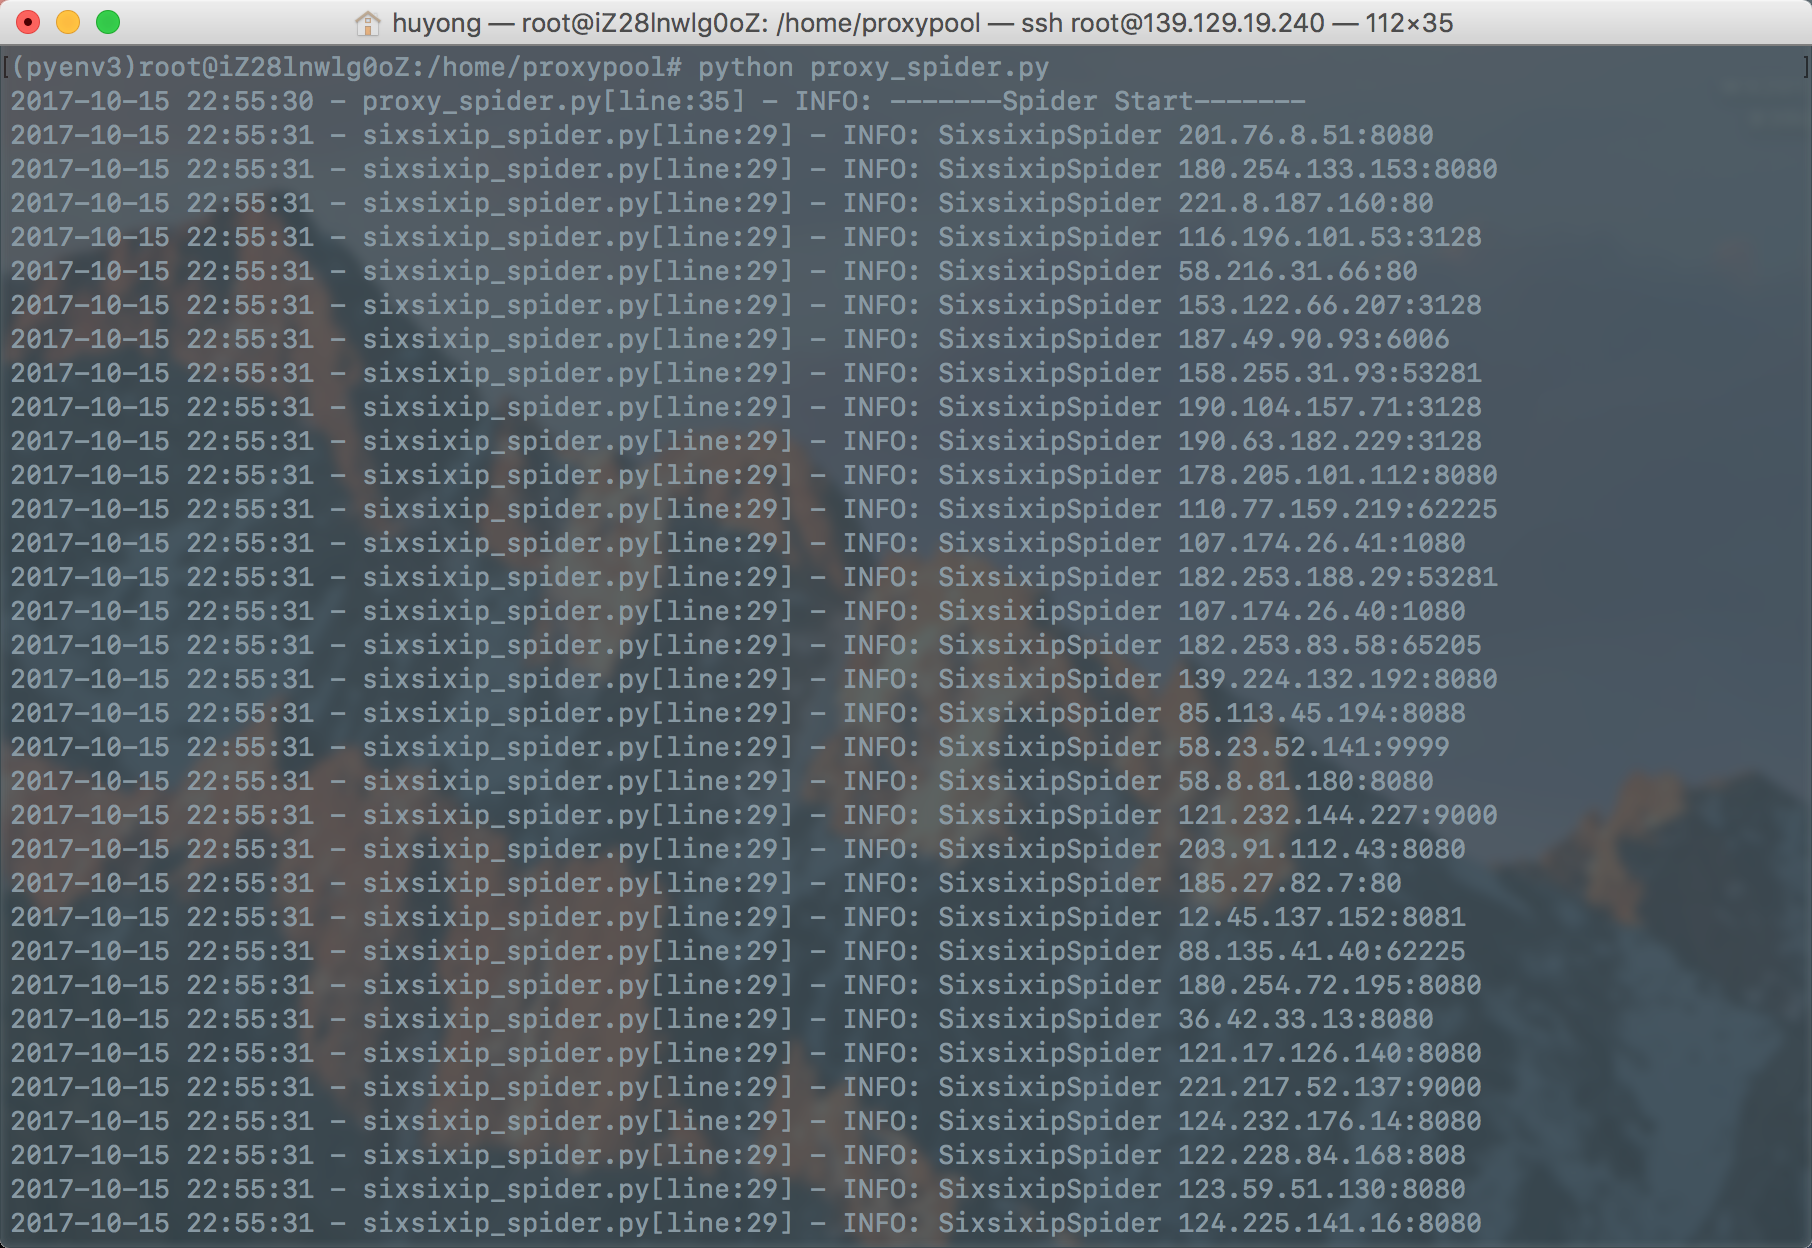 huyong — root@iZ28lnwlg0oZ: /home/proxypool — ssh root@139.129.19.240 — 112×35
[(pyenv3)root@iZ28lnwlg0oZ:/home/proxypool# python proxy_spider.py ]
2017-10-15 22:55:30 - proxy_spider.py[line:35] - INFO: -------Spider Start-------
2017-10-15 22:55:31 - sixsixip_spider.py[line:29] - INFO: SixsixipSpider 201.76.8.51:8080
2017-10-15 22:55:31 - sixsixip_spider.py[line:29] - INFO: SixsixipSpider 180.254.133.153:8080
2017-10-15 22:55:31 - sixsixip_spider.py[line:29] - INFO: SixsixipSpider 221.8.187.160:80
2017-10-15 22:55:31 - sixsixip_spider.py[line:29] - INFO: SixsixipSpider 116.196.101.53:3128
2017-10-15 22:55:31 - sixsixip_spider.py[line:29] - INFO: SixsixipSpider 58.216.31.66:80
2017-10-15 22:55:31 - sixsixip_spider.py[line:29] - INFO: SixsixipSpider 153.122.66.207:3128
2017-10-15 22:55:31 - sixsixip_spider.py[line:29] - INFO: SixsixipSpider 187.49.90.93:6006
2017-10-15 22:55:31 - sixsixip_spider.py[line:29] - INFO: SixsixipSpider 158.255.31.93:53281
2017-10-15 22:55:31 - sixsixip_spider.py[line:29] - INFO: SixsixipSpider 190.104.157.71:3128
2017-10-15 22:55:31 - sixsixip_spider.py[line:29] - INFO: SixsixipSpider 190.63.182.229:3128
2017-10-15 22:55:31 - sixsixip_spider.py[line:29] - INFO: SixsixipSpider 178.205.101.112:8080
2017-10-15 22:55:31 - sixsixip_spider.py[line:29] - INFO: SixsixipSpider 110.77.159.219:62225
2017-10-15 22:55:31 - sixsixip_spider.py[line:29] - INFO: SixsixipSpider 107.174.26.41:1080
2017-10-15 22:55:31 - sixsixip_spider.py[line:29] - INFO: SixsixipSpider 182.253.188.29:53281
2017-10-15 22:55:31 - sixsixip_spider.py[line:29] - INFO: SixsixipSpider 107.174.26.40:1080
2017-10-15 22:55:31 - sixsixip_spider.py[line:29] - INFO: SixsixipSpider 182.253.83.58:65205
2017-10-15 22:55:31 - sixsixip_spider.py[line:29] - INFO: SixsixipSpider 139.224.132.192:8080
2017-10-15 22:55:31 - sixsixip_spider.py[line:29] - INFO: SixsixipSpider 85.113.45.194:8088
2017-10-15 22:55:31 - sixsixip_spider.py[line:29] - INFO: SixsixipSpider 58.23.52.141:9999
2017-10-15 22:55:31 - sixsixip_spider.py[line:29] - INFO: SixsixipSpider 58.8.81.180:8080
2017-10-15 22:55:31 - sixsixip_spider.py[line:29] - INFO: SixsixipSpider 121.232.144.227:9000
2017-10-15 22:55:31 - sixsixip_spider.py[line:29] - INFO: SixsixipSpider 203.91.112.43:8080
2017-10-15 22:55:31 - sixsixip_spider.py[line:29] - INFO: SixsixipSpider 185.27.82.7:80
2017-10-15 22:55:31 - sixsixip_spider.py[line:29] - INFO: SixsixipSpider 12.45.137.152:8081
2017-10-15 22:55:31 - sixsixip_spider.py[line:29] - INFO: SixsixipSpider 88.135.41.40:62225
2017-10-15 22:55:31 - sixsixip_spider.py[line:29] - INFO: SixsixipSpider 180.254.72.195:8080
2017-10-15 22:55:31 - sixsixip_spider.py[line:29] - INFO: SixsixipSpider 36.42.33.13:8080
2017-10-15 22:55:31 - sixsixip_spider.py[line:29] - INFO: SixsixipSpider 121.17.126.140:8080
2017-10-15 22:55:31 - sixsixip_spider.py[line:29] - INFO: SixsixipSpider 221.217.52.137:9000
2017-10-15 22:55:31 - sixsixip_spider.py[line:29] - INFO: SixsixipSpider 124.232.176.14:8080
2017-10-15 22:55:31 - sixsixip_spider.py[line:29] - INFO: SixsixipSpider 122.228.84.168:808
2017-10-15 22:55:31 - sixsixip_spider.py[line:29] - INFO: SixsixipSpider 123.59.51.130:8080
2017-10-15 22:55:31 - sixsixip_spider.py[line:29] - INFO: SixsixipSpider 124.225.141.16:8080